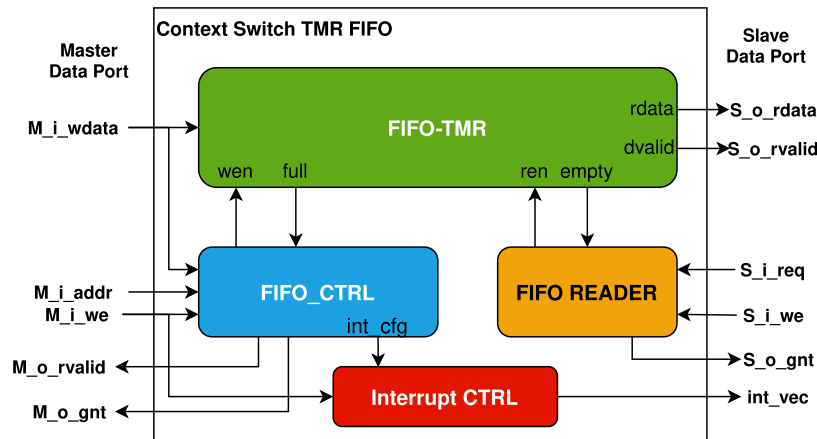 Context Switch TMR FIFO
Master
Data Port
Slave
Data Port
M_i_wdata
FIFO-TMR
rdata
dvalid
wen
full
ren
empty
S_o_rdata
S_o_rvalid
M_i_addr
M_i_we
FIFO_CTRL
int_cfg
FIFO READER
S_i_req
S_i_we
M_o_rvalid
M_o_gnt
Interrupt CTRL
S_o_gnt
int_vec